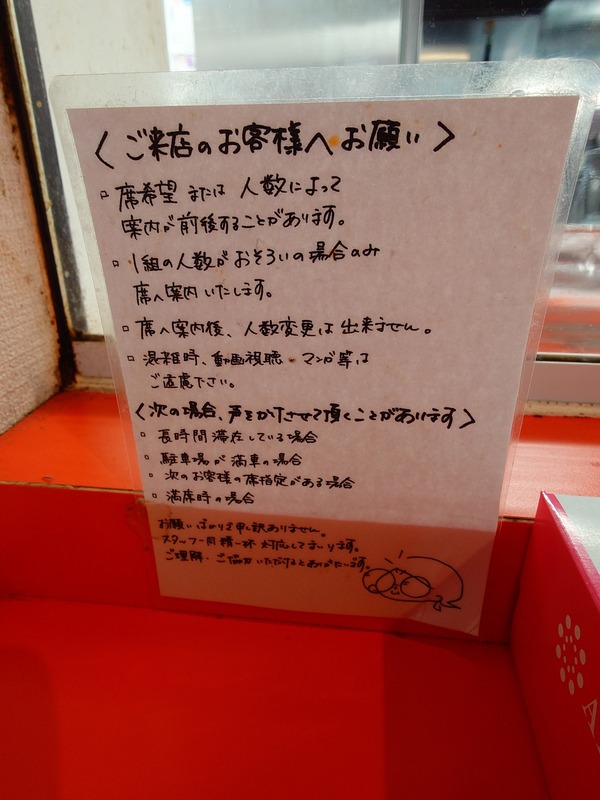 〈ご来店のお客様へお願い〉
▫席希望 または 人数によって
案内が前後することがあります。
▫1組の人数がおそろいの場合のみ
席へ案内いたします。
▫席へ案内後、人数変更は出来ません。
▫混雑時、動画視聴・マンガ等は
ご遠慮下さい。
〈次の場合、声をかけさせて頂くことがあります〉
▫長時間滞在している場合
▫駐車場が満車の場合
▫次のお客様の席指定がある場合
▫満席時の場合
お願いばかりで申し訳ありません。
スタッフ一同精一杯対応してまいります。
ご理解・ご協力いただけるとありがたいです。
A